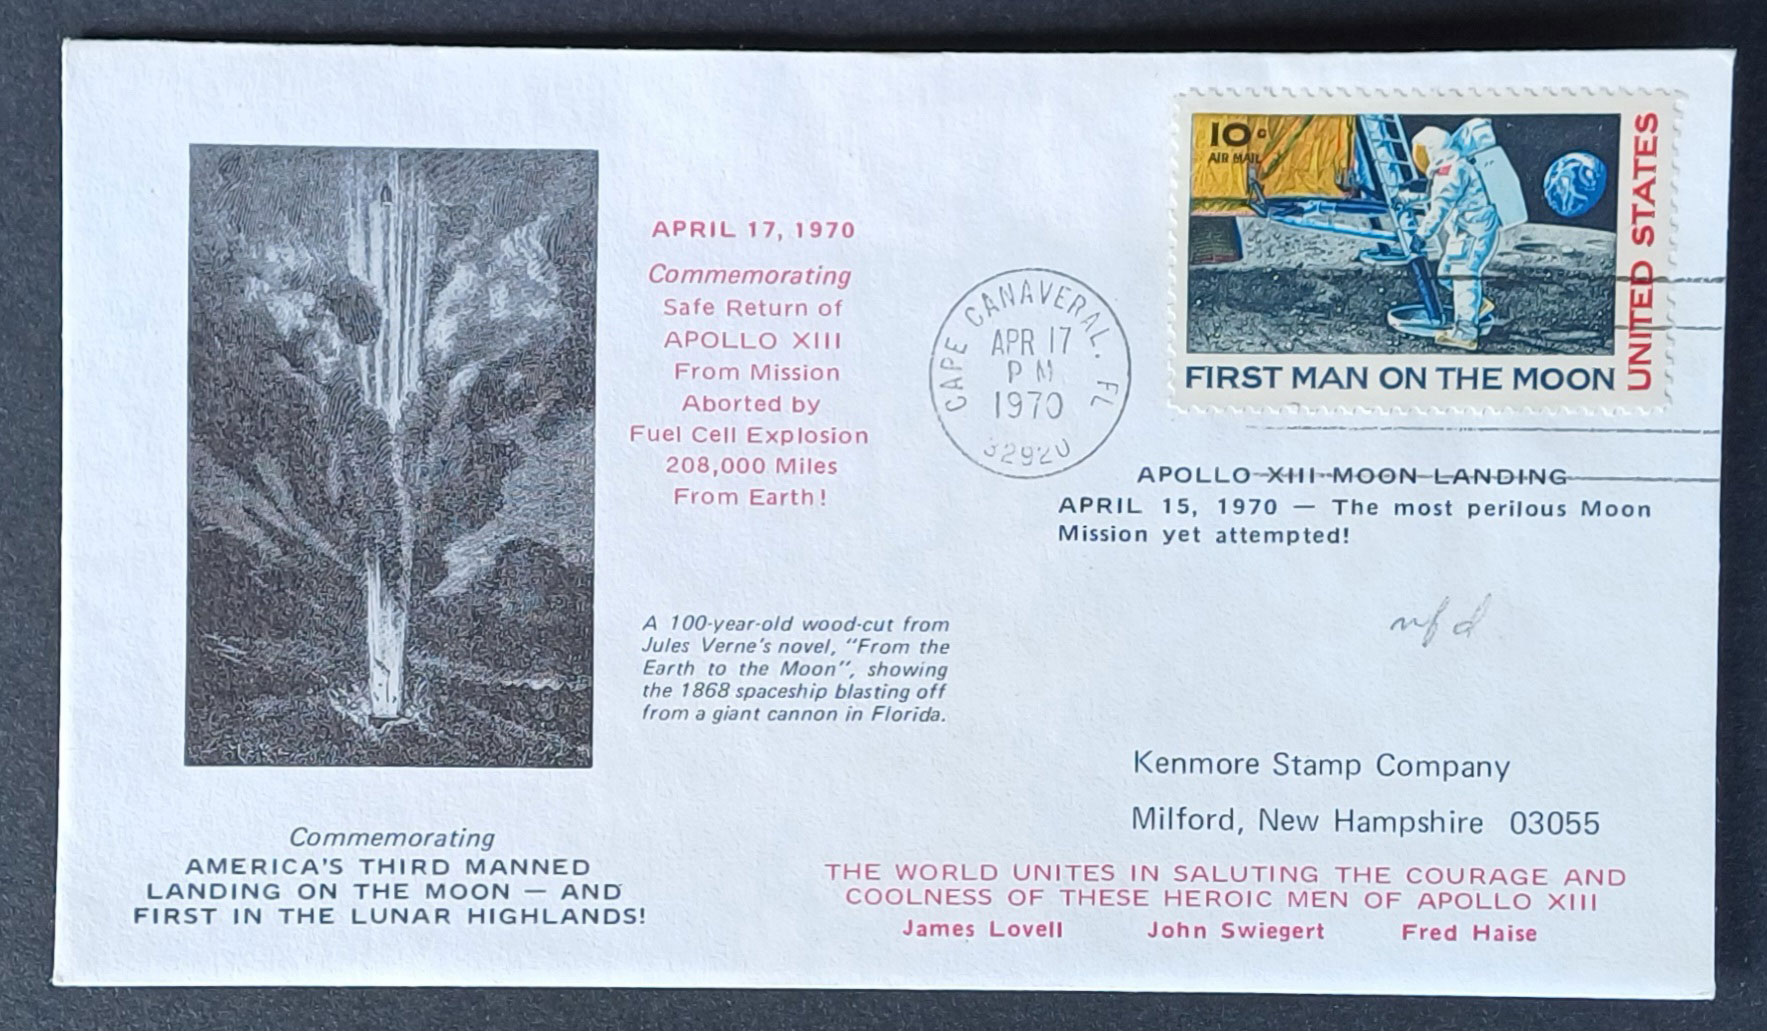 10c
AIR MAIL
UNITED STATES
FIRST MAN ON THE MOON
CAPE CANAVERAL, FL
APR 17
PM
1970
32920
APRIL 17, 1970
Commemorating
Safe Return of
APOLLO XIII
From Mission
Aborted by
Fuel Cell Explosion
208,000 Miles
From Earth!
APOLLO XIII MOON LANDING
APRIL 15, 1970 — The most perilous Moon
Mission yet attempted!
A 100-year-old wood-cut from
Jules Verne's novel, "From the
Earth to the Moon", showing
the 1868 spaceship blasting off
from a giant cannon in Florida.
Kenmore Stamp Company
Milford, New Hampshire 03055
Commemorating
AMERICA'S THIRD MANNED
LANDING ON THE MOON — AND
FIRST IN THE LUNAR HIGHLANDS!
THE WORLD UNITES IN SALUTING THE COURAGE AND
COOLNESS OF THESE HEROIC MEN OF APOLLO XIII
James Lovell John Swiegert Fred Haise